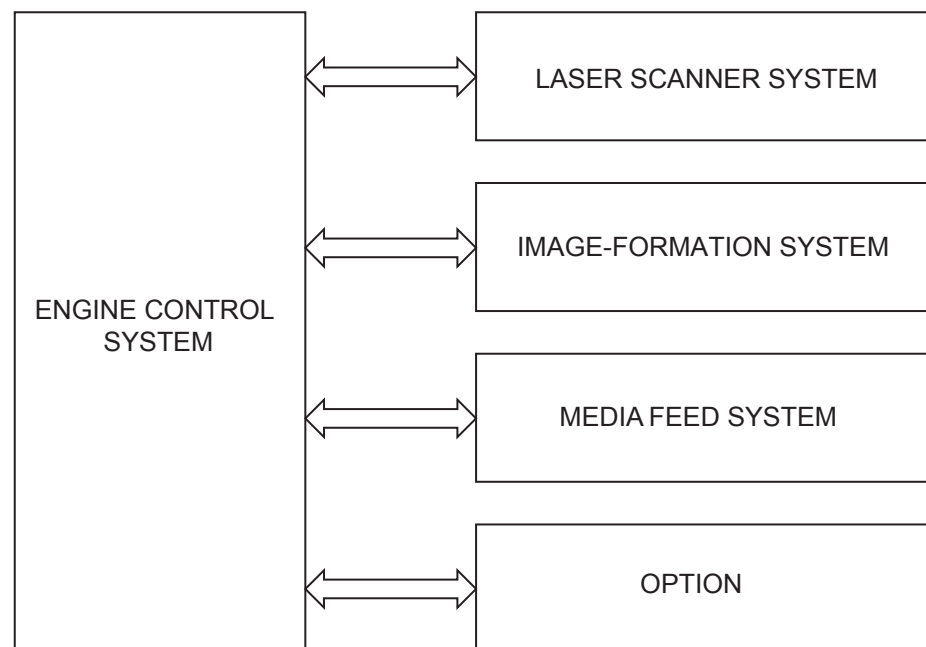 LASER SCANNER SYSTEM
IMAGE-FORMATION SYSTEM
ENGINE CONTROL
SYSTEM
MEDIA FEED SYSTEM
OPTION